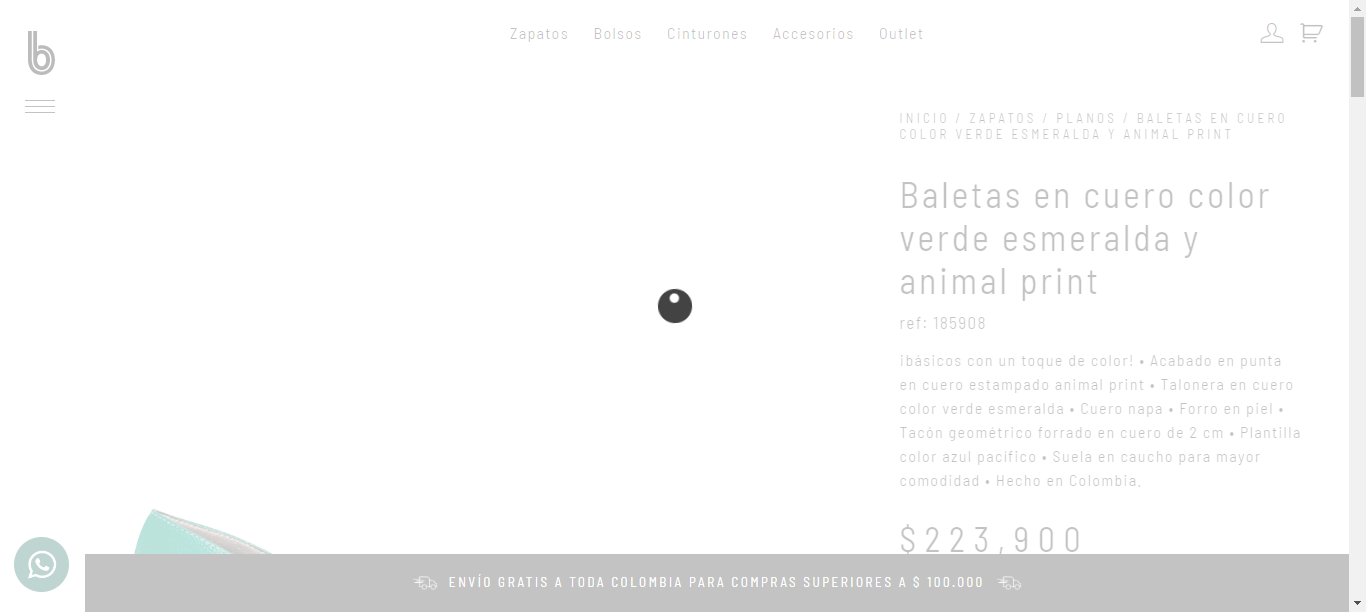 b
Zapatos Bolsos Cinturones Accesorios Outlet
INICIO / ZAPATOS / PLANOS / BALETAS EN CUERO
COLOR VERDE ESMERALDA Y ANIMAL PRINT
Baletas en cuero color
verde esmeralda y
animal print
ref: 185908
¡básicos con un toque de color! • Acabado en punta
en cuero estampado animal print • Talonera en cuero
color verde esmeralda • Cuero napa • Forro en piel •
Tacón geométrico forrado en cuero de 2 cm • Plantilla
color azul pacífico • Suela en caucho para mayor
comodidad • Hecho en Colombia.
$223,900
ENVÍO GRATIS A TODA COLOMBIA PARA COMPRAS SUPERIORES A $ 100.000